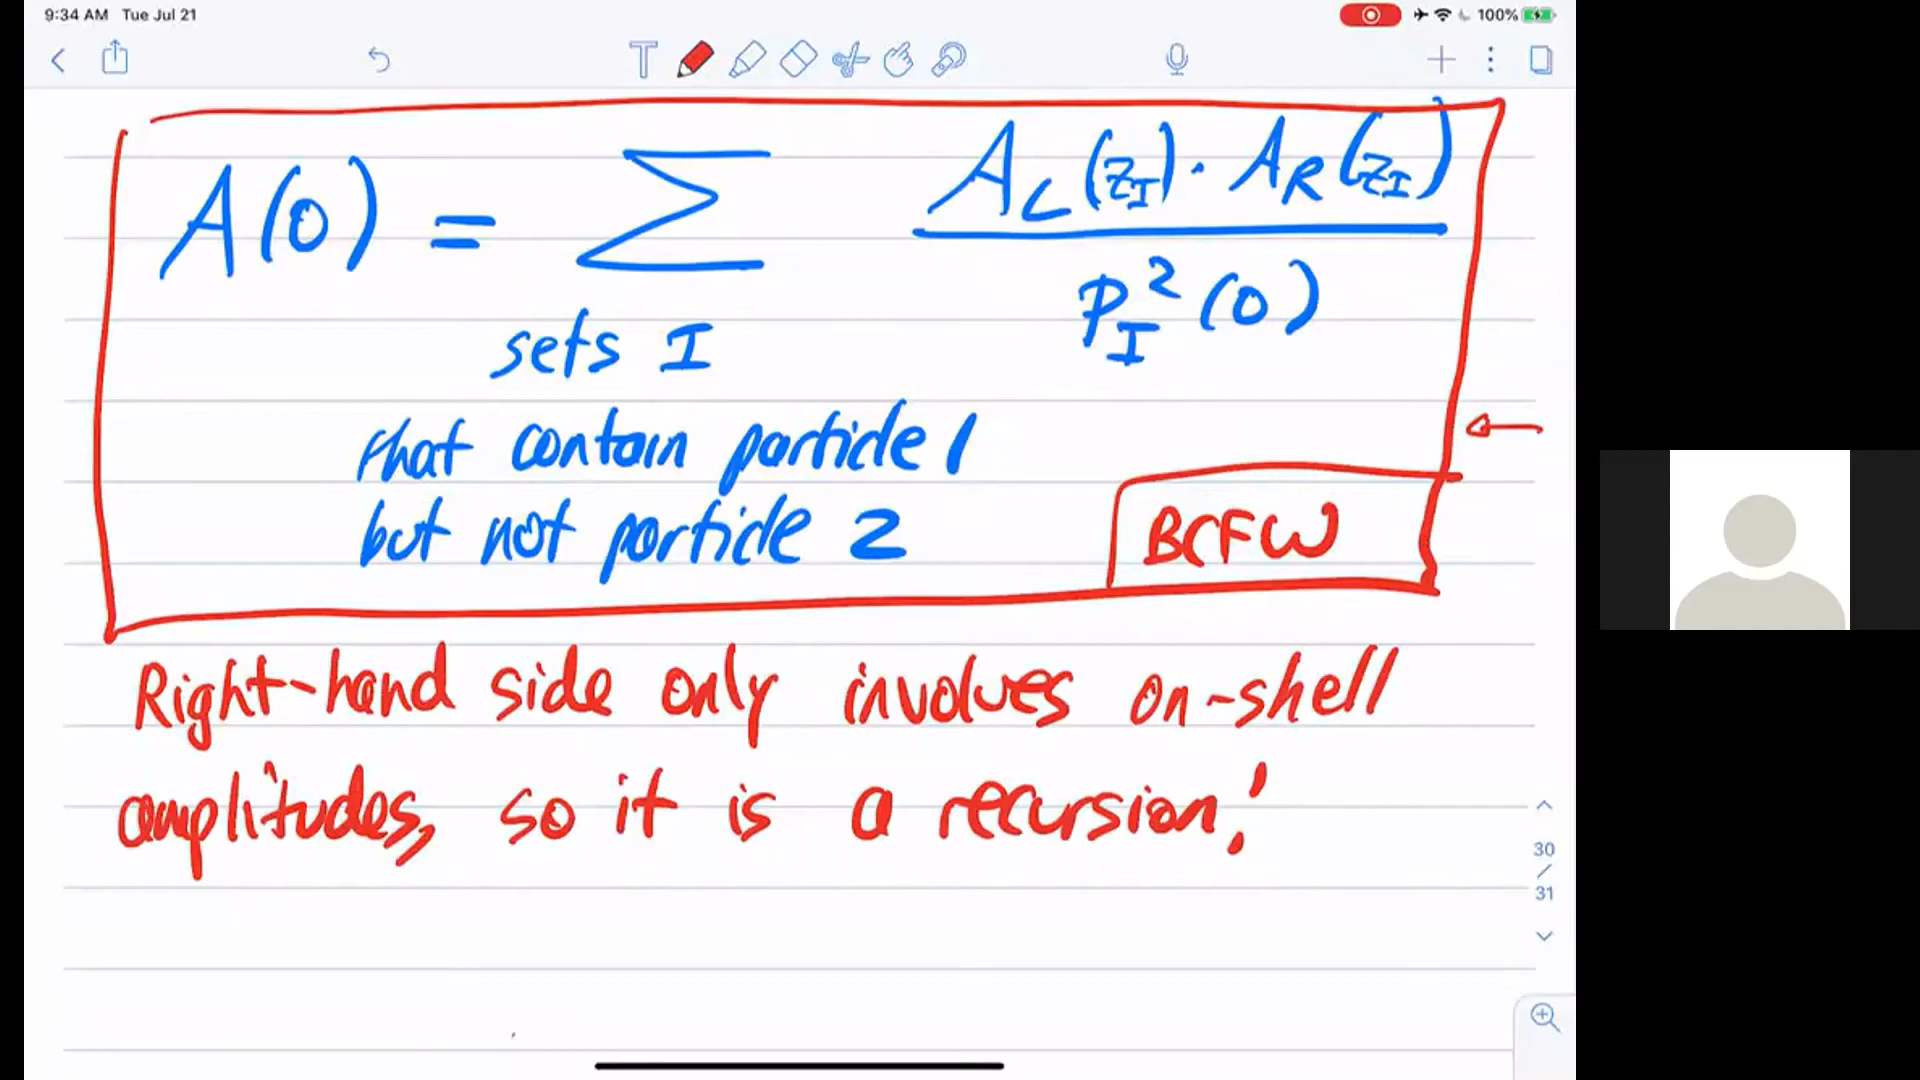 9:34 AM Tue Jul 21
100%
T
A(0) = Σ A_L(z_I) · A_R(z_I) / P_I^2(0)
sets I
that contain particle 1
but not particle 2
BCFW
Right-hand side only involves on-shell
amplitudes, so it is a recursion!
30
/
31